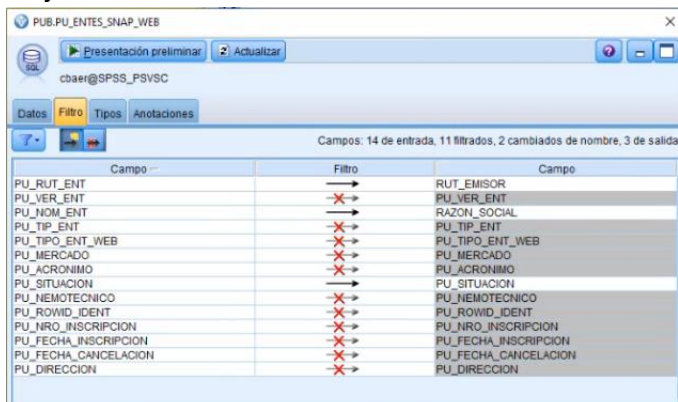 PUB.PU_ENTES_SNAP_WEB
SQL
Presentación preliminar
2 Actualizar
cbaer@SPSS_PSVSC
Datos Filtro Tipos Anotaciones
Campos: 14 de entrada, 11 filtrados, 2 cambiados de nombre, 3 de salida
Campo Filtro Campo
PU_RUT_ENT RUT_EMISOR
PU_VER_ENT PU_VER_ENT
PU_NOM_ENT RAZON_SOCIAL
PU_TIP_ENT PU_TIP_ENT
PU_TIPO_ENT_WEB PU_TIPO_ENT_WEB
PU_MERCADO PU_MERCADO
PU_ACRONIMO PU_ACRONIMO
PU_SITUACION PU_SITUACION
PU_NEMOTECNICO PU_NEMOTECNICO
PU_ROWID_IDENT PU_ROWID_IDENT
PU_NRO_INSCRIPCION PU_NRO_INSCRIPCION
PU_FECHA_INSCRIPCION PU_FECHA_INSCRIPCION
PU_FECHA_CANCELACION PU_FECHA_CANCELACION
PU_DIRECCION PU_DIRECCION